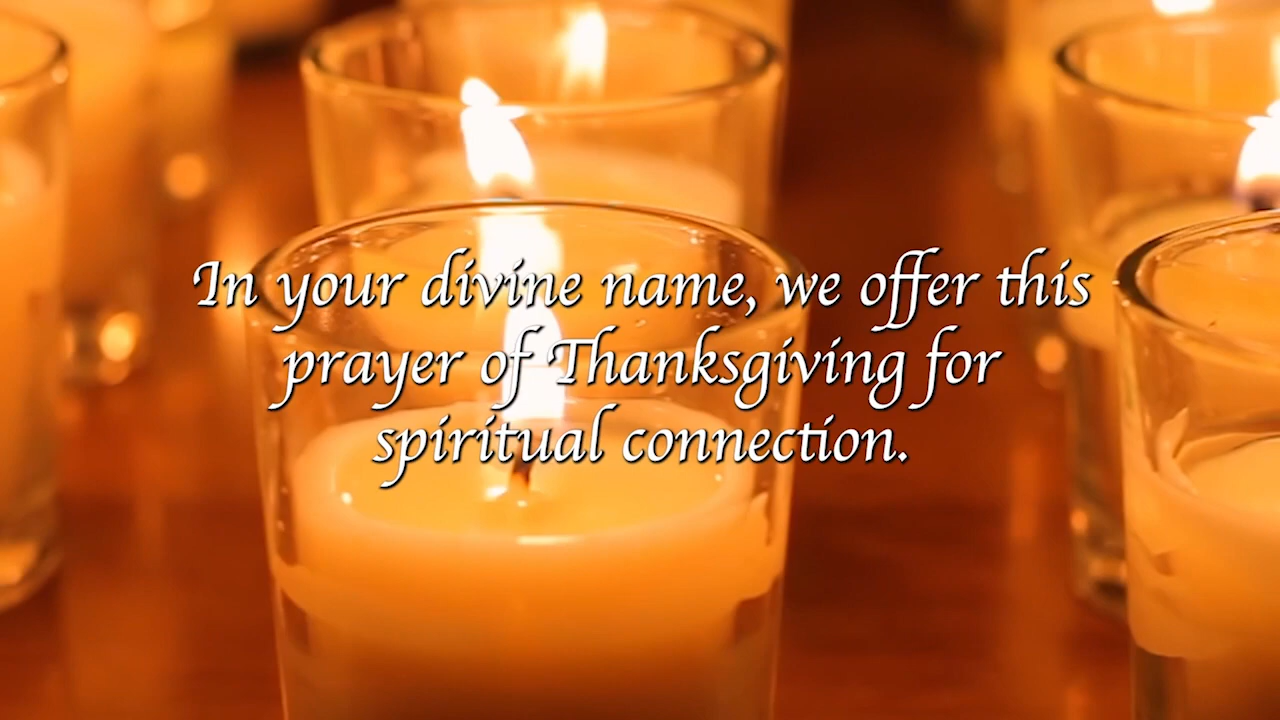 In your divine name, we offer this
prayer of Thanksgiving for
spiritual connection.